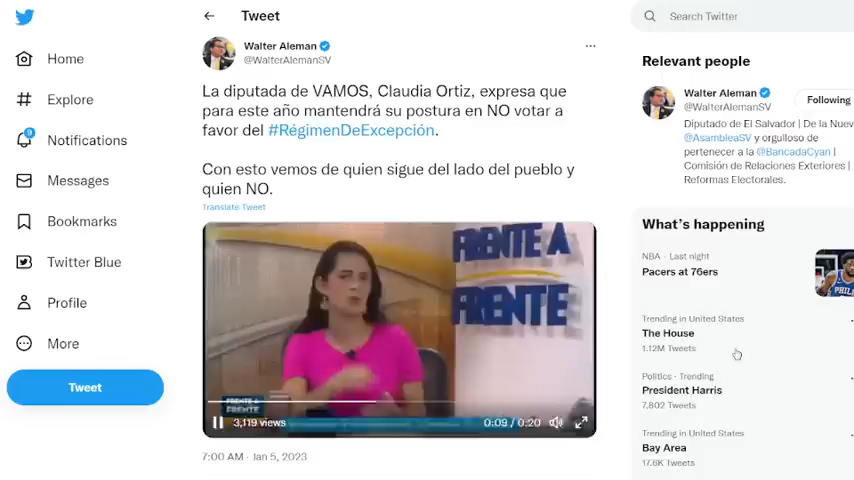 Tweet
Search Twitter
Home
Explore
Notifications
Messages
Bookmarks
Twitter Blue
Profile
More
Tweet
Walter Aleman
@WalterAlemanSV
La diputada de VAMOS, Claudia Ortiz, expresa que
para este año mantendrá su postura en NO votar a
favor del #RégimenDeExcepción.
Con esto vemos de quien sigue del lado del pueblo y
quien NO.
Translate Tweet
FRENTE A
FRENTE
FRENTE A
FRENTE
3,119 views
0:09 / 0:20
7:00 AM · Jan 5, 2023
Relevant people
Walter Aleman
@WalterAlemanSV
Following
Diputado de El Salvador | De la Nueva
@AsambleaSV y orgulloso de
pertenecer a la @BancadaCyan |
Comisión de Relaciones Exteriores |
Reformas Electorales.
What's happening
NBA · Last night
Pacers at 76ers
PHIL
Trending in United States
The House
1.12M Tweets
Politics · Trending
President Harris
7,802 Tweets
Trending in United States
Bay Area
17.6K Tweets